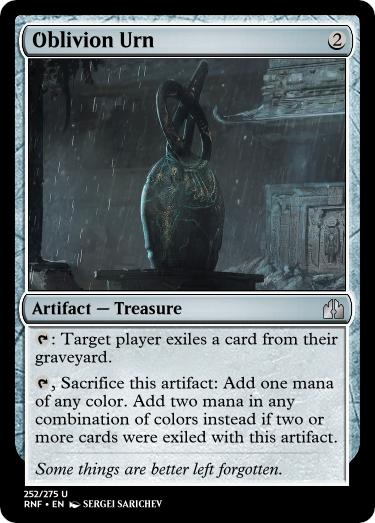 Oblivion Urn 2
Artifact — Treasure
: Target player exiles a card from their
graveyard.
, Sacrifice this artifact: Add one mana
of any color. Add two mana in any
combination of colors instead if two or
more cards were exiled with this artifact.
Some things are better left forgotten.
252/275 U
RNF • EN SERGEI SARICHEV